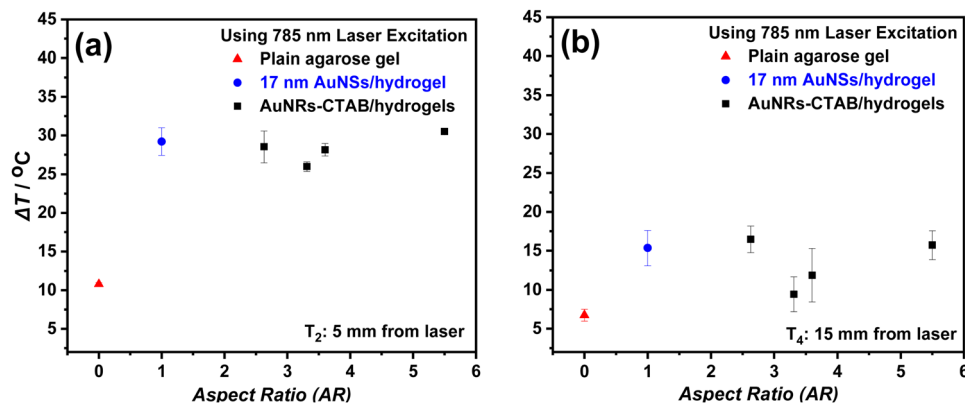 (a)
Using 785 nm Laser Excitation
Plain agarose gel
17 nm AuNSs/hydrogel
AuNRs-CTAB/hydrogels
45
40
35
30
25
20
15
10
5
ΔT / ºC
T₂: 5 mm from laser
0 1 2 3 4 5 6
Aspect Ratio (AR)
(b)
Using 785 nm Laser Excitation
Plain agarose gel
17 nm AuNSs/hydrogel
AuNRs-CTAB/hydrogels
45
40
35
30
25
20
15
10
5
T₄: 15 mm from laser
0 1 2 3 4 5 6
Aspect Ratio (AR)